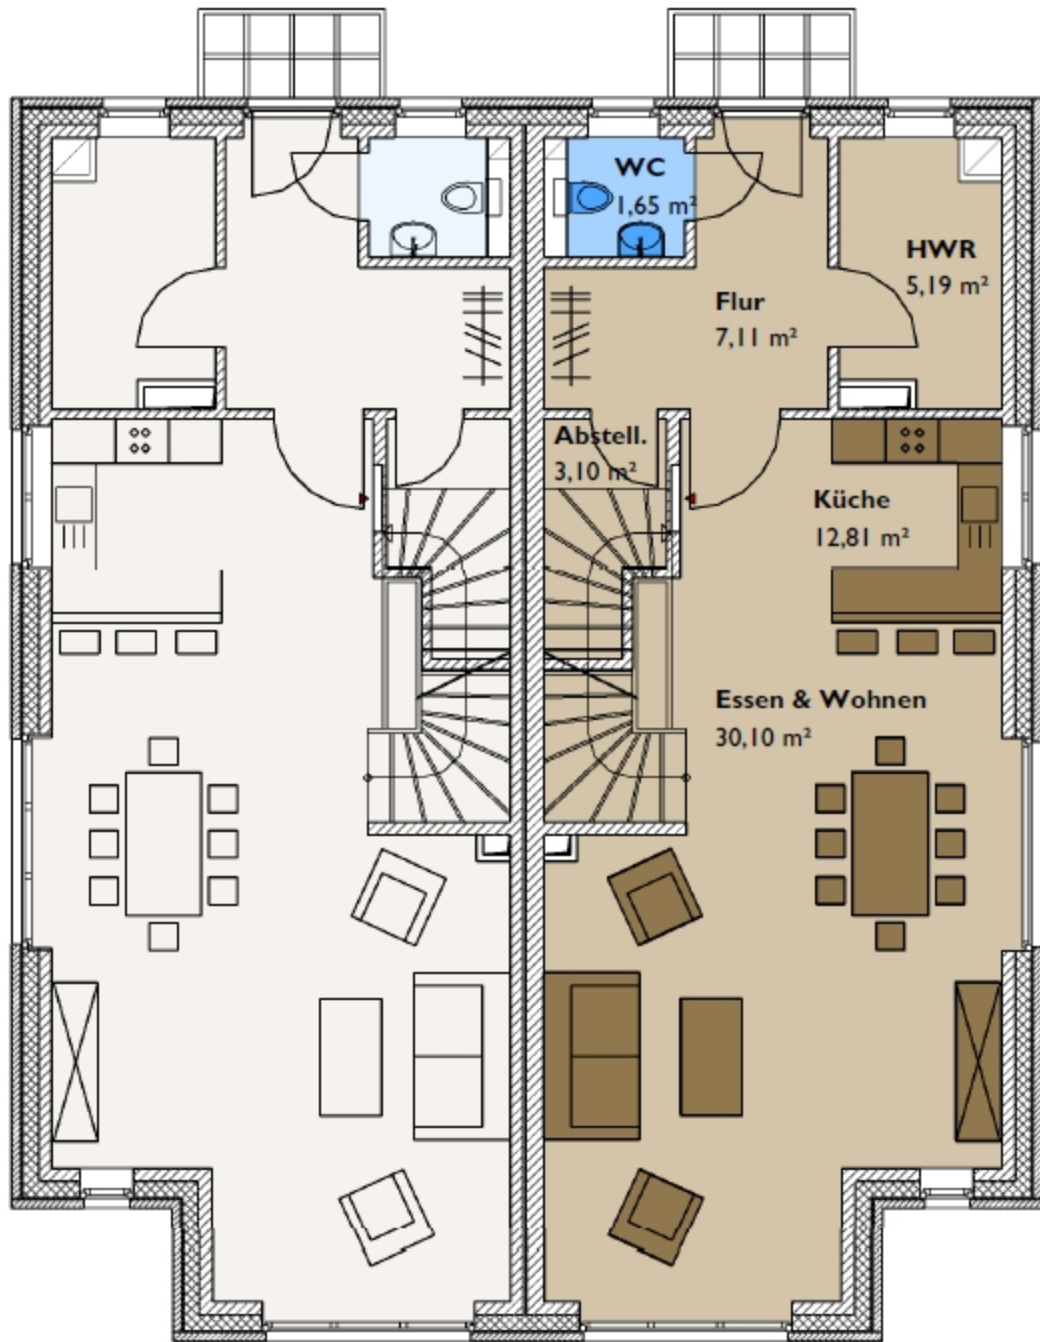 WC
1,65 m²
HWR
5,19 m²
Flur
7,11 m²
Abstell.
3,10 m²
Küche
12,81 m²
Essen & Wohnen
30,10 m²